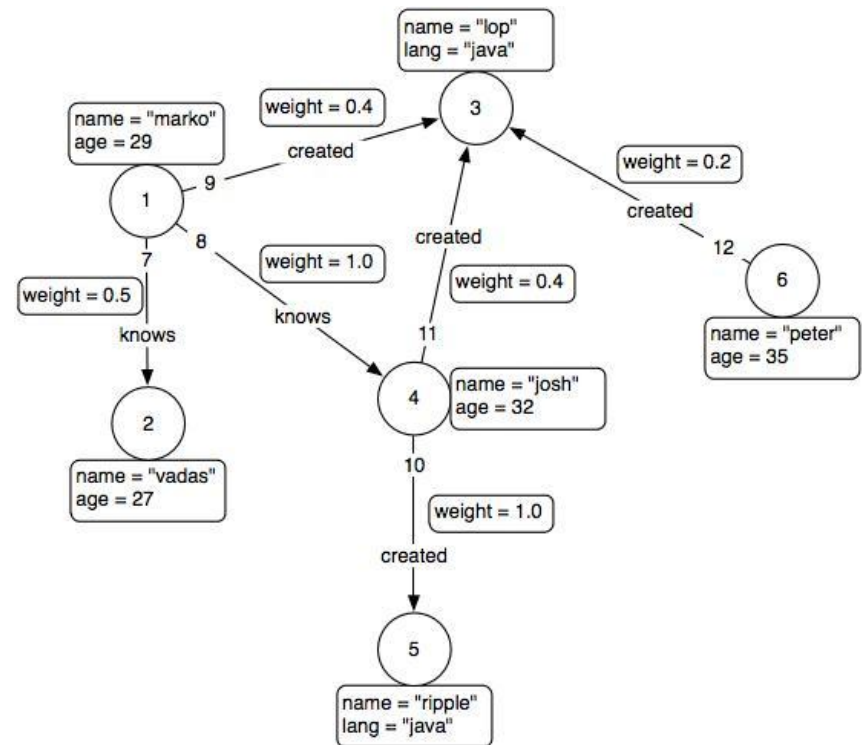 name = "lop"
lang = "java"
3
weight = 0.4
name = "marko"
age = 29
created
9
1
8
7
weight = 0.2
created
12
6
name = "peter"
age = 35
created
weight = 1.0
weight = 0.4
knows
11
weight = 0.5
knows
4
name = "josh"
age = 32
2
name = "vadas"
age = 27
10
weight = 1.0
created
5
name = "ripple"
lang = "java"